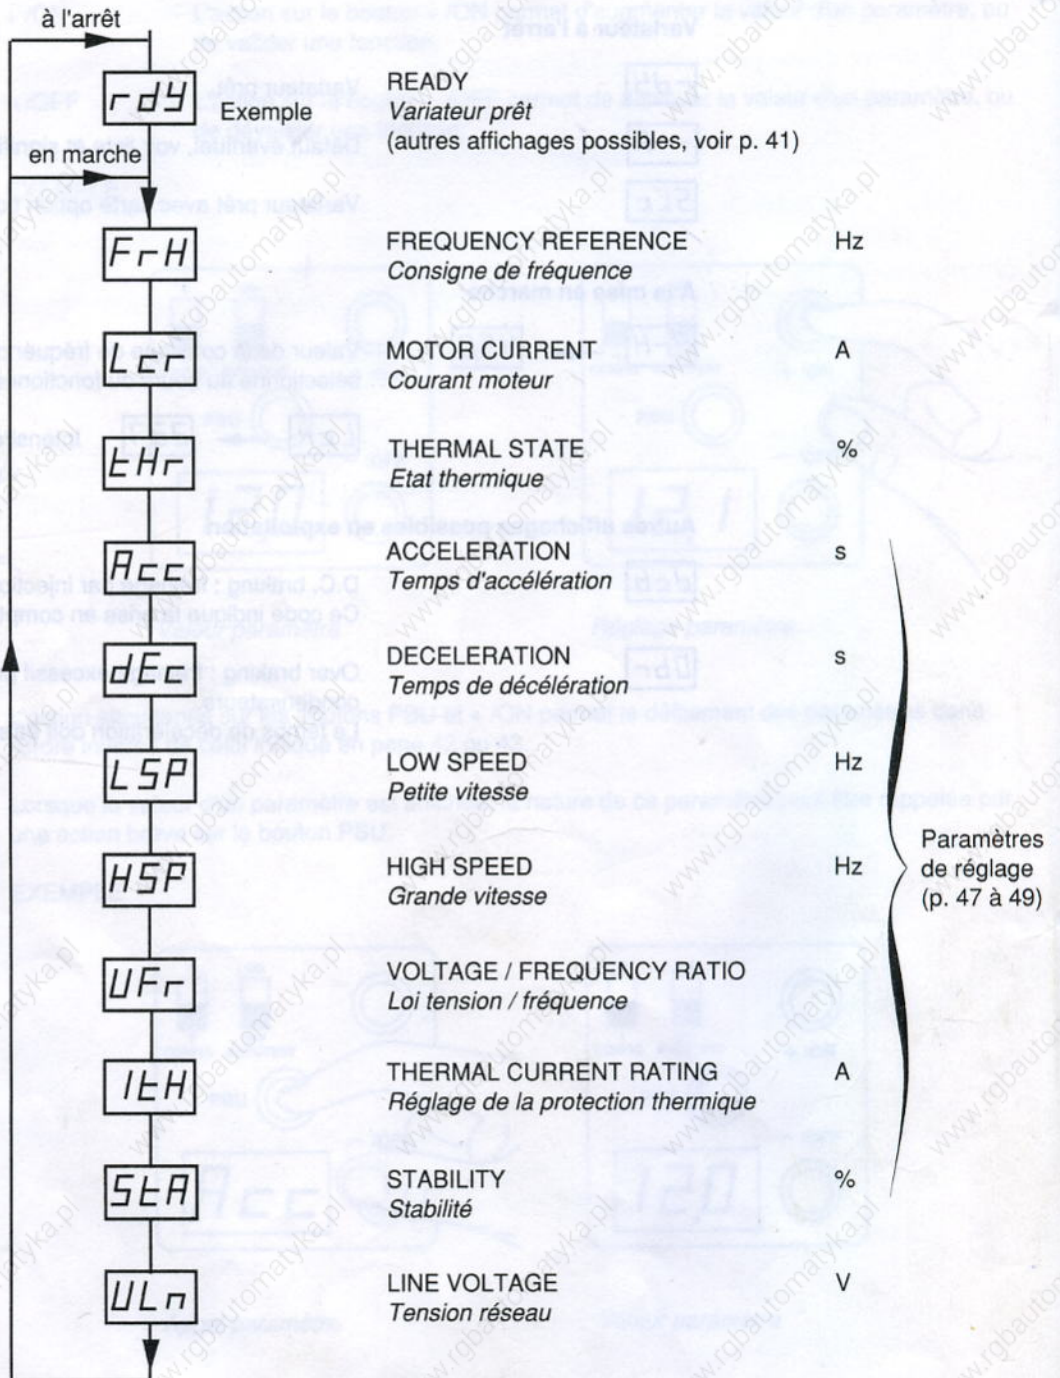 à l'arrêt
rdY
Exemple
READY
Variateur prêt
(autres affichages possibles, voir p. 41)
en marche
FrH
FREQUENCY REFERENCE
Hz
Consigne de fréquence
Lcr
MOTOR CURRENT
A
Courant moteur
tHr
THERMAL STATE
%
Etat thermique
Acc
ACCELERATION
s
Temps d'accélération
dEc
DECELERATION
s
Temps de décélération
LSP
LOW SPEED
Hz
Petite vitesse
HSP
HIGH SPEED
Hz
Grande vitesse
Paramètres
de réglage
(p. 47 à 49)
UFr
VOLTAGE / FREQUENCY RATIO
Loi tension / fréquence
ItH
THERMAL CURRENT RATING
A
Réglage de la protection thermique
StA
STABILITY
%
Stabilité
ULn
LINE VOLTAGE
V
Tension réseau
www.rgbautomatyka.pl